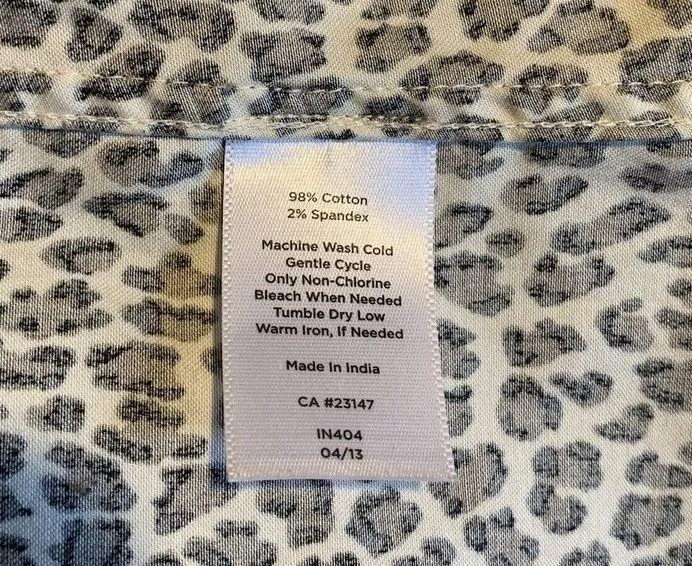 98% Cotton
2% Spandex
Machine Wash Cold
Gentle Cycle
Only Non-Chlorine
Bleach When Needed
Tumble Dry Low
Warm Iron, If Needed
Made In India
CA #23147
IN404
04/13